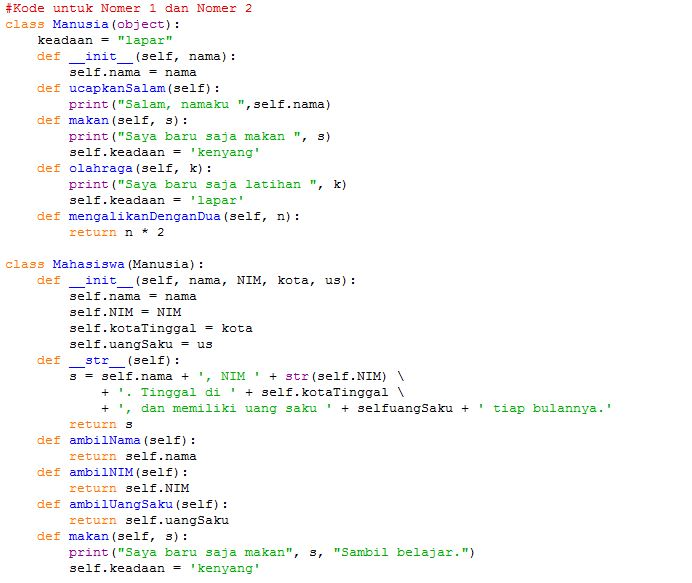 #Kode untuk Nomer 1 dan Nomer 2
class Manusia(object):
    keadaan = "lapar"
    def __init__(self, nama):
        self.nama = nama
    def ucapkanSalam(self):
        print("Salam, namaku ",self.nama)
    def makan(self, s):
        print("Saya baru saja makan ", s)
        self.keadaan = 'kenyang'
    def olahraga(self, k):
        print("Saya baru saja latihan ", k)
        self.keadaan = 'lapar'
    def mengalikanDenganDua(self, n):
        return n * 2

class Mahasiswa(Manusia):
    def __init__(self, nama, NIM, kota, us):
        self.nama = nama
        self.NIM = NIM
        self.kotaTinggal = kota
        self.uangSaku = us
    def __str__(self):
        s = self.nama + ', NIM ' + str(self.NIM) \
            + '. Tinggal di ' + self.kotaTinggal \
            + ', dan memiliki uang saku ' + selfuangSaku + ' tiap bulannya.'
        return s
    def ambilNama(self):
        return self.nama
    def ambilNIM(self):
        return self.NIM
    def ambilUangSaku(self):
        return self.uangSaku
    def makan(self, s):
        print("Saya baru saja makan", s, "Sambil belajar.")
        self.keadaan = 'kenyang'